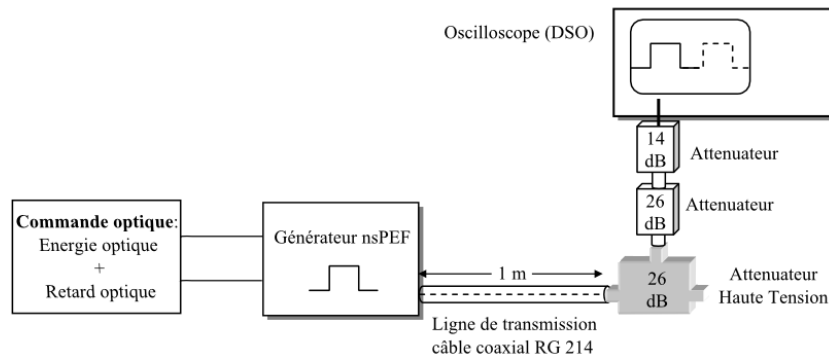 Oscilloscope (DSO)
14
dB
Attenuateur
26
dB
Attenuateur
Commande optique:
Energie optique
+
Retard optique
Générateur nsPEF
1 m
26
dB
Attenuateur
Haute Tension
Ligne de transmission
câble coaxial RG 214